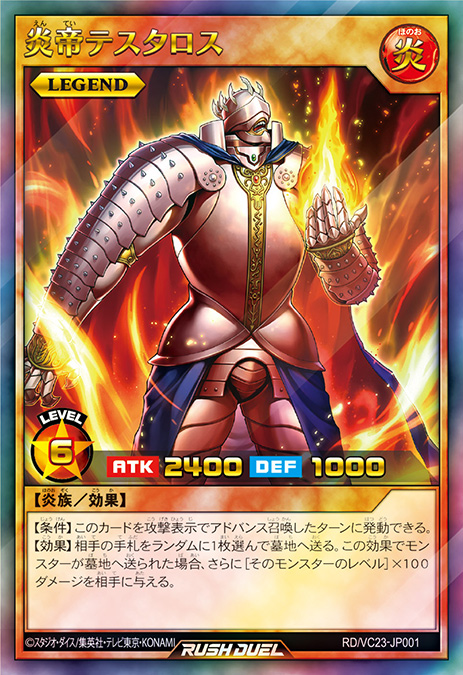 炎帝テスタロス
炎
LEGEND
LEVEL
6
ATK 2400 DEF 1000
【炎族/効果】
【条件】このカードを攻撃表示でアドバンス召喚したターンに発動できる。
【効果】相手の手札をランダムに1枚選んで墓地へ送る。この効果でモン
スターが墓地へ送られた場合、さらに[そのモンスターのレベル]×100
ダメージを相手に与える。
©スタジオ・ダイス/集英社・テレビ東京・KONAMI
RUSH DUEL
RD/VC23-JP001